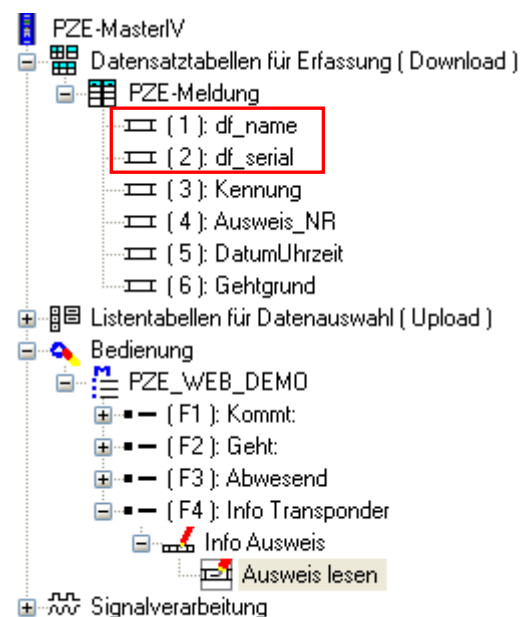 PZE-MasterIV
Datensatztabellen für Erfassung ( Download )
PZE-Meldung
( 1 ): df_name
( 2 ): df_serial
( 3 ): Kennung
( 4 ): Ausweis_NR
( 5 ): DatumUhrzeit
( 6 ): Gehtgrund
Listentabellen für Datenauswahl ( Upload )
Bedienung
PZE_WEB_DEMO
( F1 ): Kommt:
( F2 ): Geht:
( F3 ): Abwesend
( F4 ): Info Transponder
Info Ausweis
Ausweis lesen
Signalverarbeitung